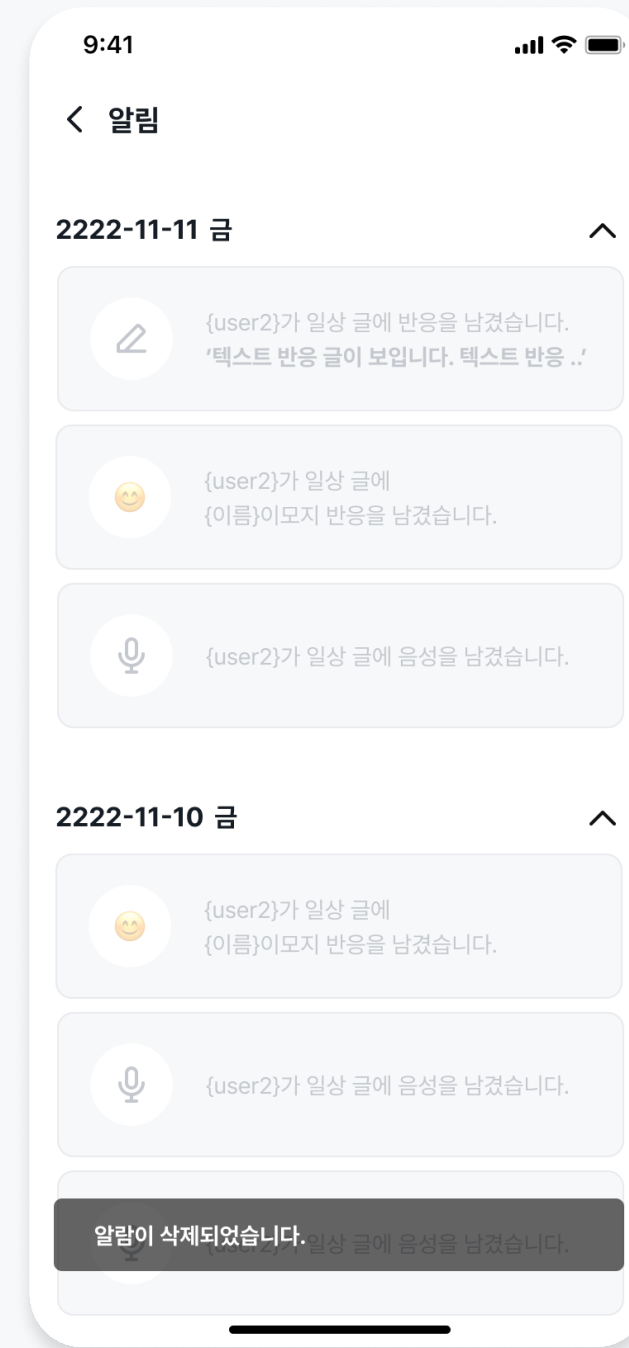 9:41
알림
2222-11-11 금
{user2}가 일상 글에 반응을 남겼습니다.
‘텍스트 반응 글이 보입니다. 텍스트 반응 ..’
{user2}가 일상 글에
{이름}이모지 반응을 남겼습니다.
{user2}가 일상 글에 음성을 남겼습니다.
2222-11-10 금
{user2}가 일상 글에
{이름}이모지 반응을 남겼습니다.
{user2}가 일상 글에 음성을 남겼습니다.
{user2}가 일상 글에 음성을 남겼습니다.
알람이 삭제되었습니다.